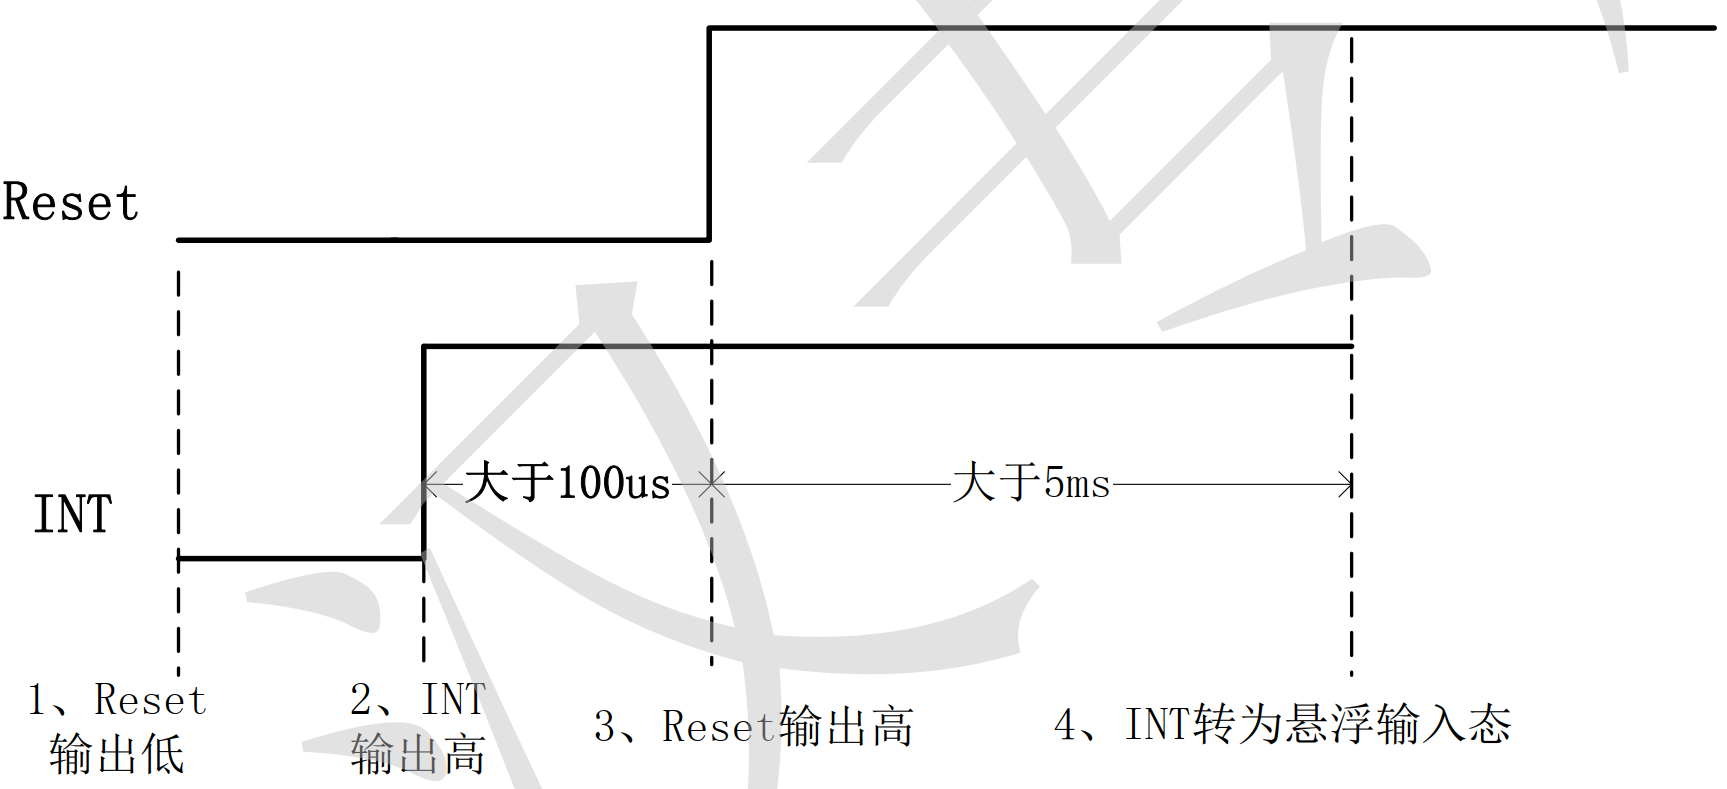 Reset
大于100us
大于5ms
INT
1、Reset
输出低
2、INT
输出高
3、Reset输出高
4、INT转为悬浮输入态